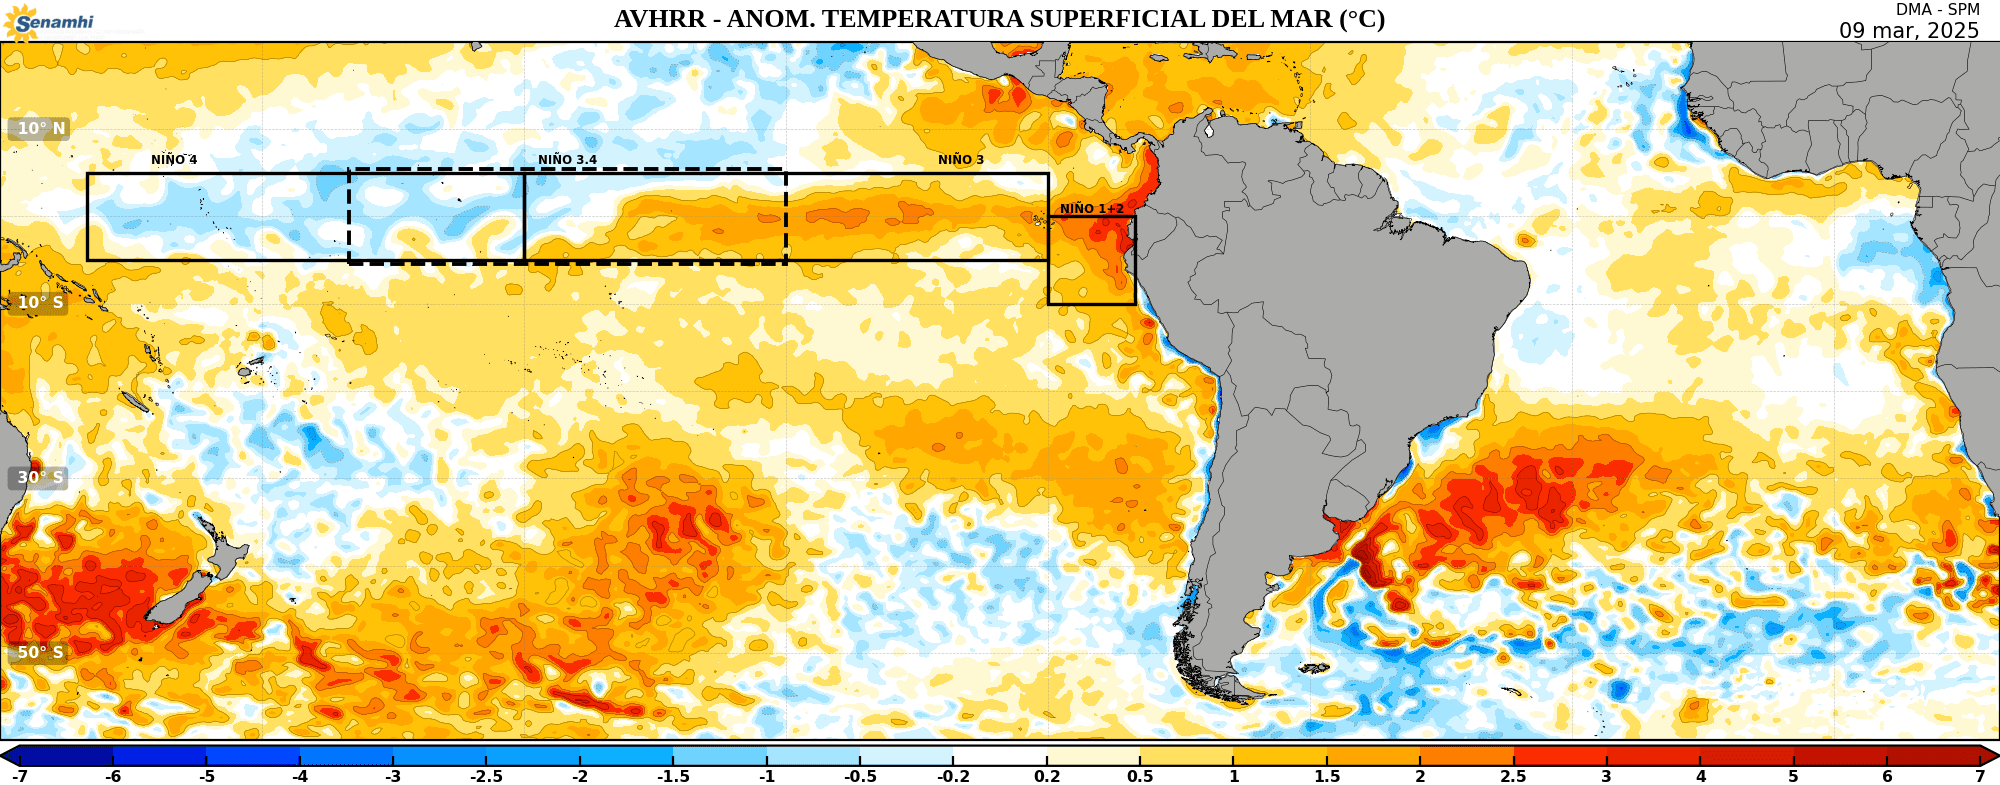 Senamhi
AVHRR - ANOM. TEMPERATURA SUPERFICIAL DEL MAR (°C)
DMA - SPM
09 mar, 2025
10° N
NIÑO 4
NIÑO 3.4
NIÑO 3
NIÑO 1+2
10° S
30° S
50° S
-7 -6 -5 -4 -3 -2.5 -2 -1.5 -1 -0.5 -0.2 0.2 0.5 1 1.5 2 2.5 3 4 5 6 7